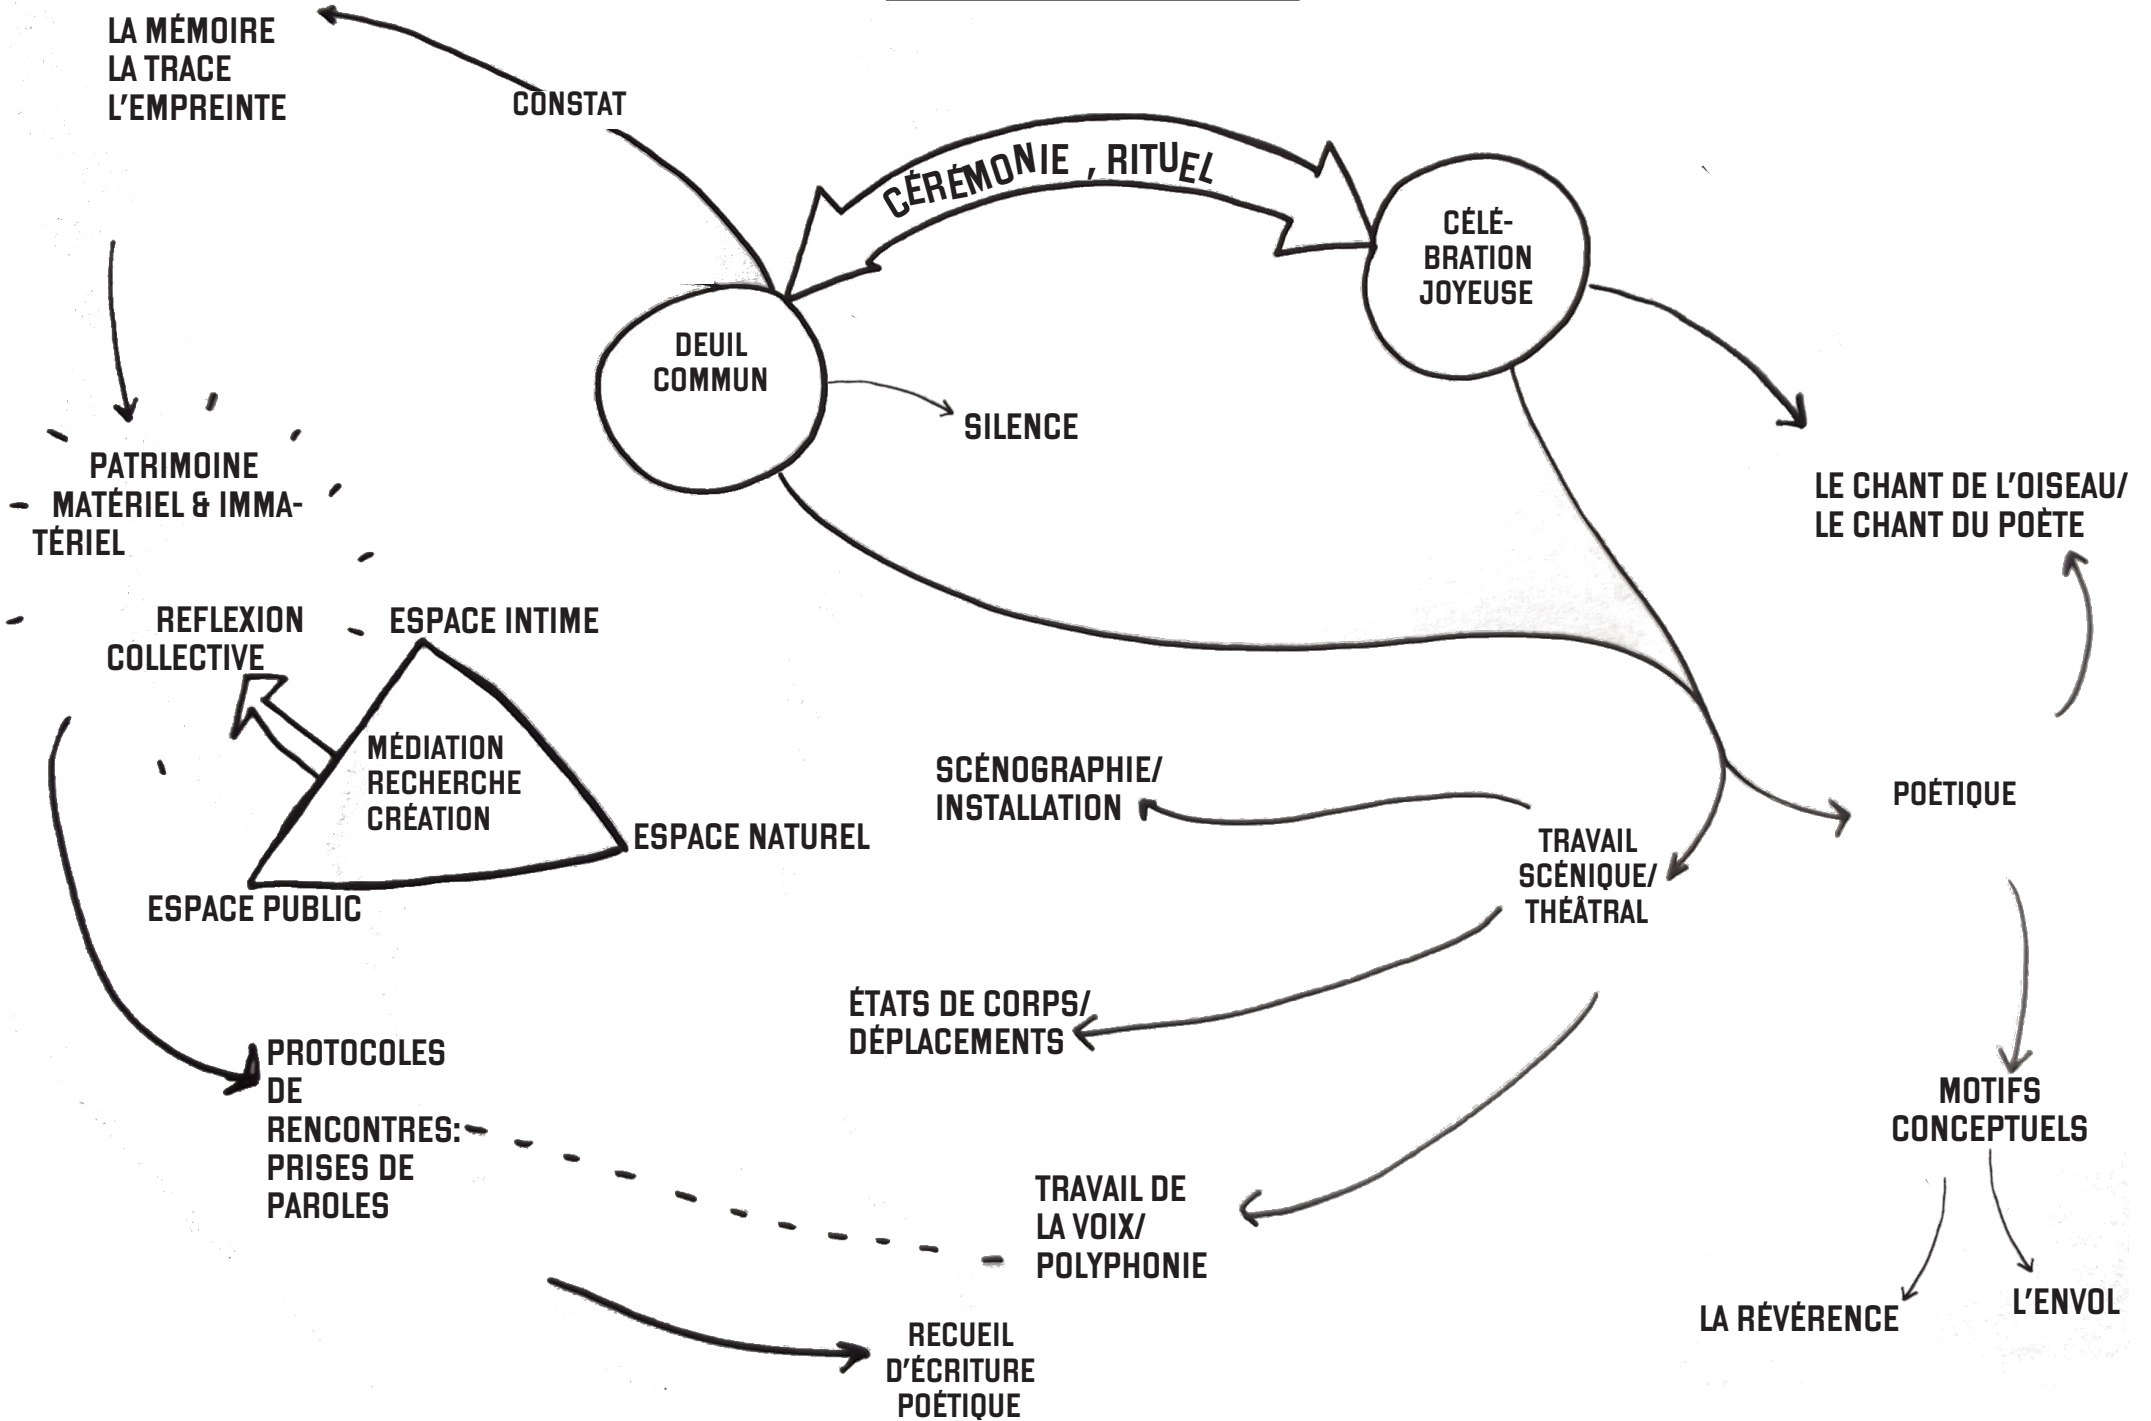 LA MÉMOIRE
LA TRACE
L'EMPREINTE
CONSTAT
CÉRÉMONIE , RITUEL
CÉLÉ-
BRATION
JOYEUSE
DEUIL
COMMUN
SILENCE
PATRIMOINE
MATÉRIEL & IMMA-
TÉRIEL
LE CHANT DE L'OISEAU/
LE CHANT DU POÈTE
REFLEXION
COLLECTIVE
ESPACE INTIME
MÉDIATION
RECHERCHE
CRÉATION
ESPACE NATUREL
ESPACE PUBLIC
SCÉNOGRAPHIE/
INSTALLATION
TRAVAIL
SCÉNIQUE/
THÉÂTRAL
POÉTIQUE
ÉTATS DE CORPS/
DÉPLACEMENTS
PROTOCOLES
DE
RENCONTRES:
PRISES DE
PAROLES
MOTIFS
CONCEPTUELS
TRAVAIL DE
LA VOIX/
POLYPHONIE
LA RÉVÉRENCE
L'ENVOL
RECUEIL
D'ÉCRITURE
POÉTIQUE